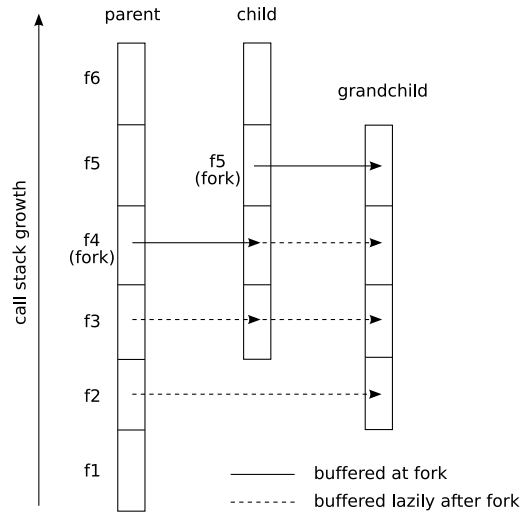 parent
child
grandchild
call stack growth
f6
f5
f5
(fork)
f4
(fork)
f3
f2
f1
buffered at fork
buffered lazily after fork